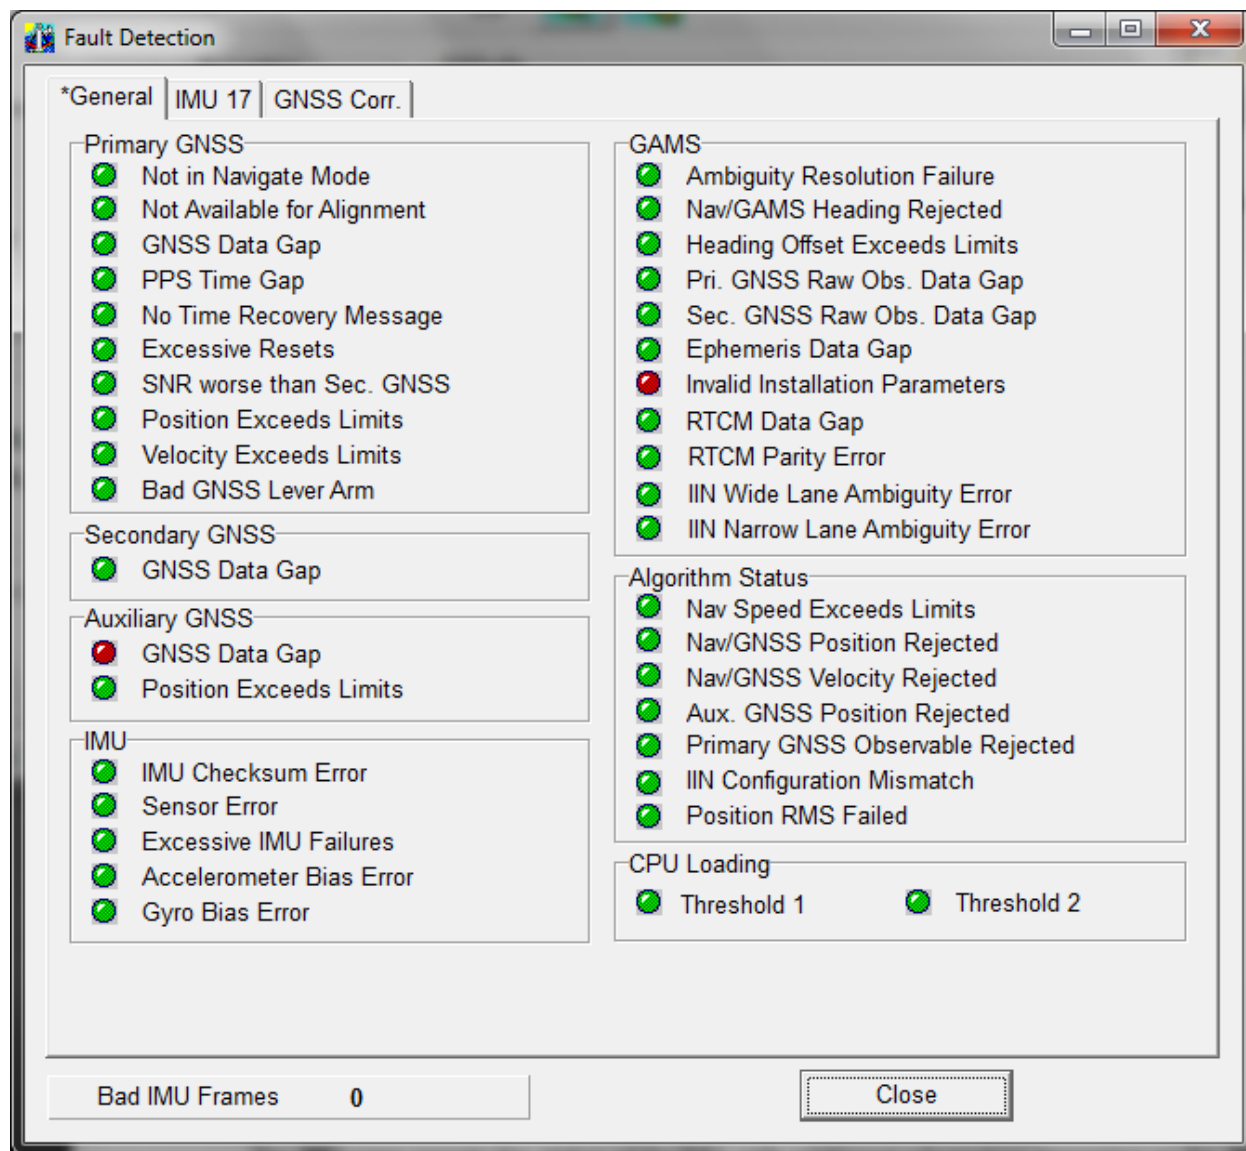 Fault Detection
*General
IMU 17
GNSS Corr.
Primary GNSS
Not in Navigate Mode
Not Available for Alignment
GNSS Data Gap
PPS Time Gap
No Time Recovery Message
Excessive Resets
SNR worse than Sec. GNSS
Position Exceeds Limits
Velocity Exceeds Limits
Bad GNSS Lever Arm
Secondary GNSS
GNSS Data Gap
Auxiliary GNSS
GNSS Data Gap
Position Exceeds Limits
IMU
IMU Checksum Error
Sensor Error
Excessive IMU Failures
Accelerometer Bias Error
Gyro Bias Error
GAMS
Ambiguity Resolution Failure
Nav/GAMS Heading Rejected
Heading Offset Exceeds Limits
Pri. GNSS Raw Obs. Data Gap
Sec. GNSS Raw Obs. Data Gap
Ephemeris Data Gap
Invalid Installation Parameters
RTCM Data Gap
RTCM Parity Error
IIN Wide Lane Ambiguity Error
IIN Narrow Lane Ambiguity Error
Algorithm Status
Nav Speed Exceeds Limits
Nav/GNSS Position Rejected
Nav/GNSS Velocity Rejected
Aux. GNSS Position Rejected
Primary GNSS Observable Rejected
IIN Configuration Mismatch
Position RMS Failed
CPU Loading
Threshold 1
Threshold 2
Bad IMU Frames 0
Close